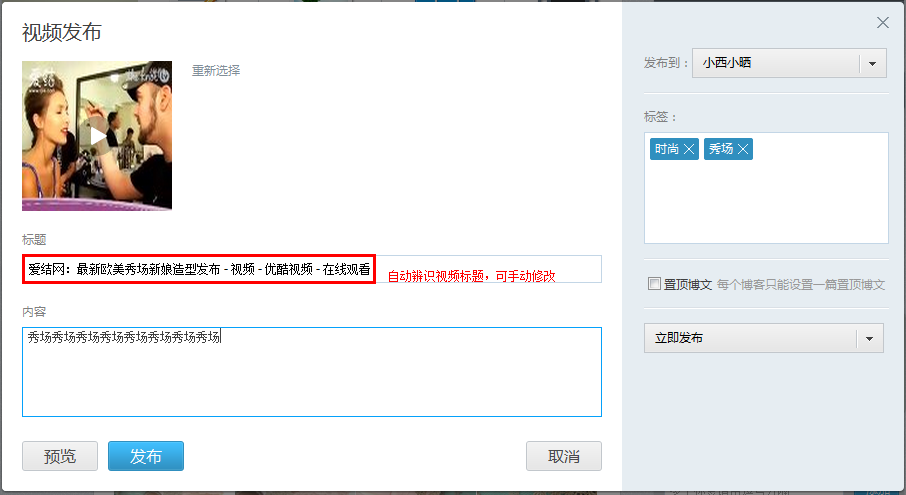 视频发布
爱结
重新选择
标题
爱结网：最新欧美秀场新娘造型发布 - 视频 - 优酷视频 - 在线观看
自动辨识视频标题，可手动修改
内容
秀场秀场秀场秀场秀场秀场秀场秀场
预览
发布
取消
发布到：
小西小晒
标签：
时尚
秀场
置顶博文 每个博客只能设置一篇置顶博文
立即发布